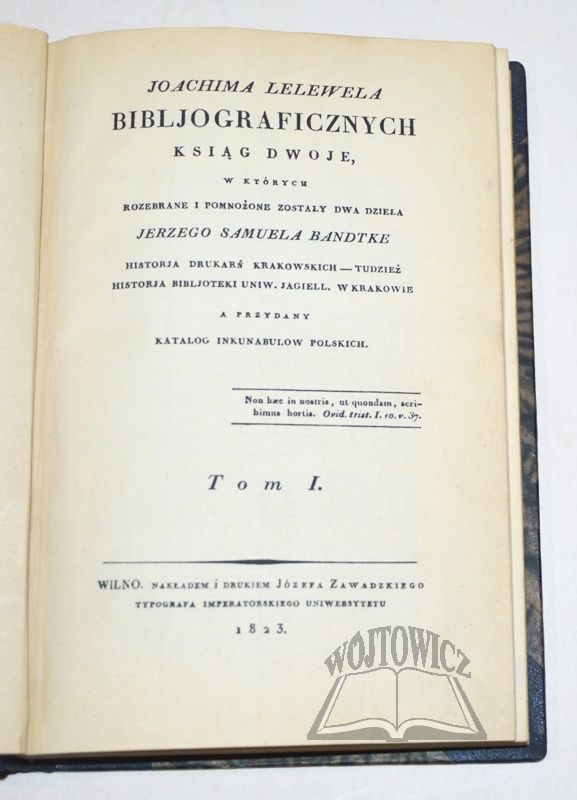 JOACHIMA LELEWELA
BIBLJOGRAFICZNYCH
KSIĄG DWOJE,
W KTÓRYCH
ROZEBRANE I POMNOŻONE ZOSTAŁY DWA DZIEŁA
JERZEGO SAMUELA BANDTKE
HISTORJA DRUKARŃ KRAKOWSKICH — TUDZIEŻ
HISTORJA BIBLJOTEKI UNIW. JAGIELL. W KRAKOWIE
A PRZYDANY
KATALOG INKUNABUŁOW POLSKICH.
Non hæc in nostris, ut quondam, scri-
bimus hortis. Ovid. trist. I. 10. v. 37.
Tom I.
WILNO. NAKŁADEM I DRUKIEM JÓZEFA ZAWADZKIEGO
TYPOGRAFA IMPERATORSKIEGO UNIWERSYTETU
1823.
WÓJTOWICZ